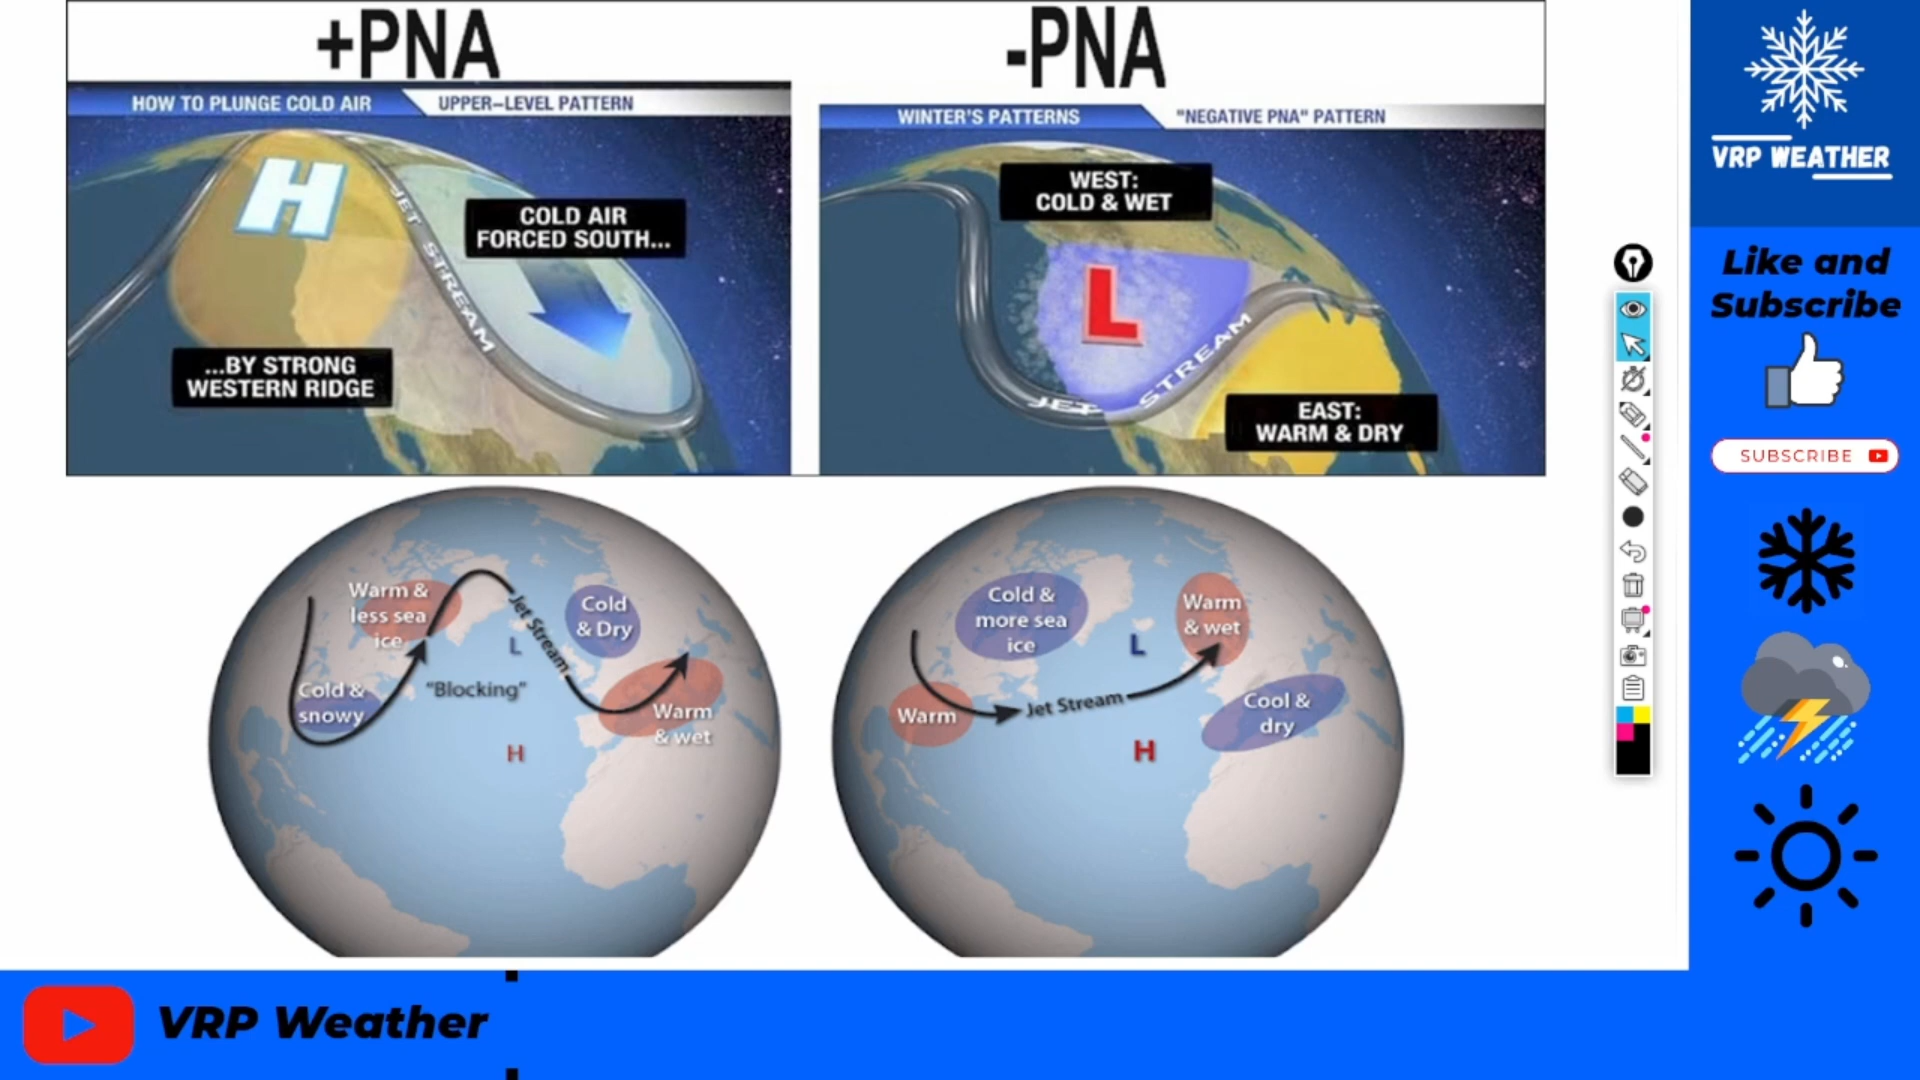 +PNA
-PNA
HOW TO PLUNGE COLD AIR
UPPER-LEVEL PATTERN
H
JET STREAM
COLD AIR
FORCED SOUTH...
...BY STRONG
WESTERN RIDGE
WINTER'S PATTERNS
"NEGATIVE PNA" PATTERN
WEST:
COLD & WET
L
JET STREAM
EAST:
WARM & DRY
Warm &
less sea
ice
Jet Stream
Cold
& Dry
L
Cold &
snowy
"Blocking"
Warm
& wet
H
Cold &
more sea
ice
L
Warm
& wet
Warm
Jet Stream
Cool &
dry
H
VRP WEATHER
Like and
Subscribe
SUBSCRIBE
VRP Weather